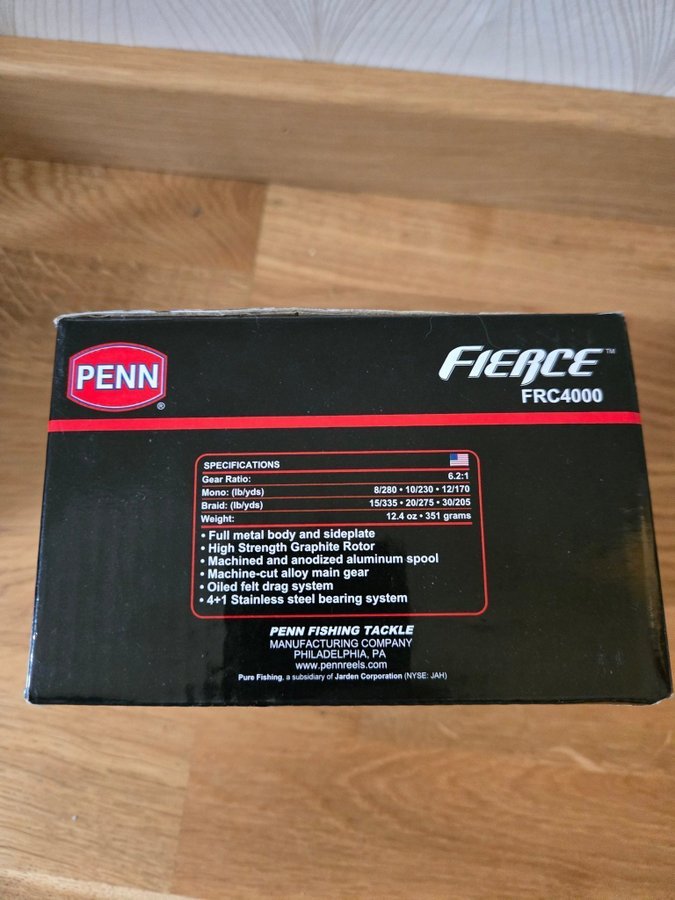 PENN®
FIERCE™
FRC4000
SPECIFICATIONS
Gear Ratio: 6.2:1
Mono: (lb/yds) 8/280 • 10/230 • 12/170
Braid: (lb/yds) 15/335 • 20/275 • 30/205
Weight: 12.4 oz • 351 grams
• Full metal body and sideplate
• High Strength Graphite Rotor
• Machined and anodized aluminum spool
• Machine-cut alloy main gear
• Oiled felt drag system
• 4+1 Stainless steel bearing system
PENN FISHING TACKLE
MANUFACTURING COMPANY
PHILADELPHIA, PA
www.pennreels.com
Pure Fishing, a subsidiary of Jarden Corporation (NYSE: JAH)